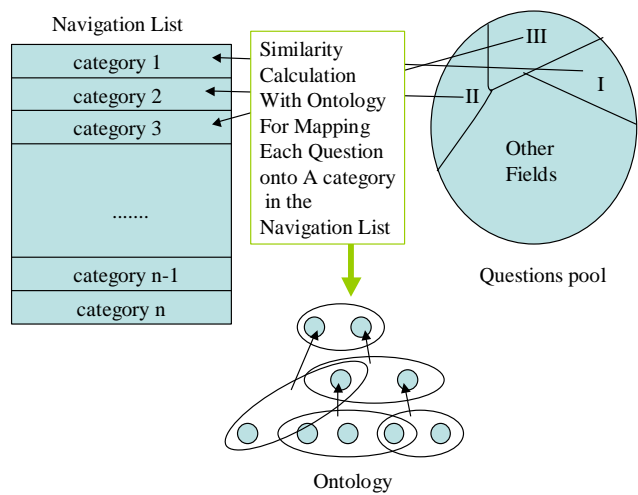 Navigation List
category 1
category 2
category 3
.......
category n-1
category n
Similarity
Calculation
With Ontology
For Mapping
Each Question
onto A category
in the
Navigation List
III
I
II
Other
Fields
Questions pool
Ontology